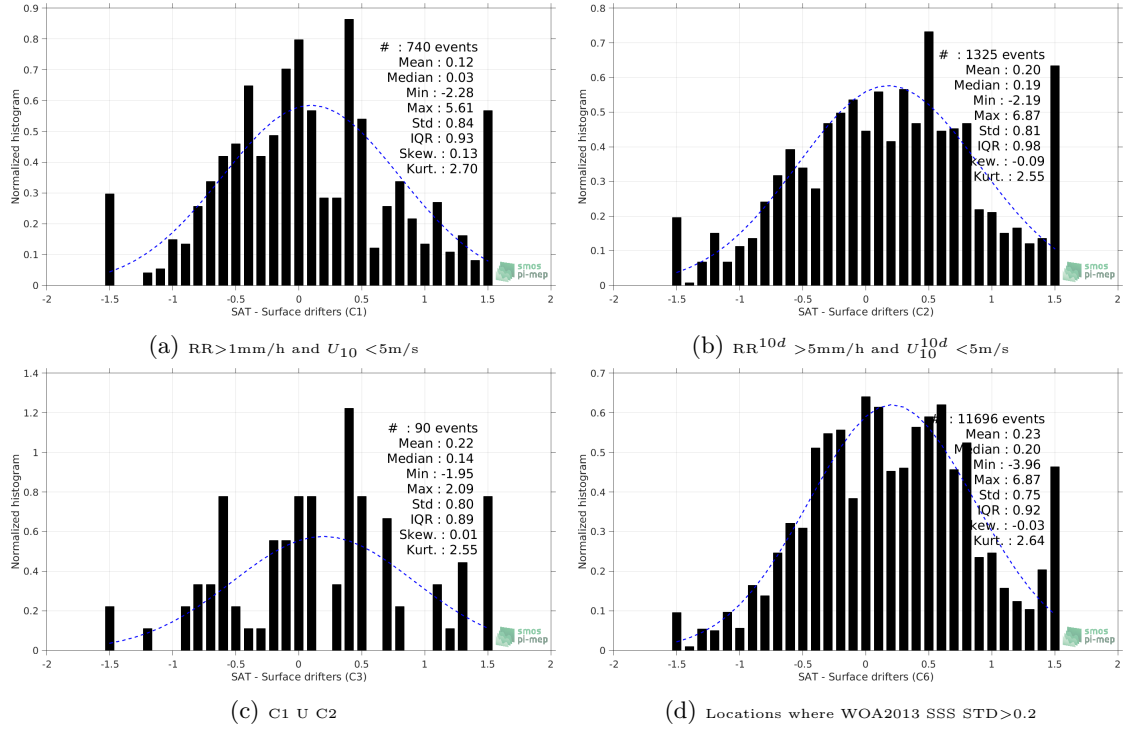 Normalized histogram
0.9
0.8
0.7
0.6
0.5
0.4
0.3
0.2
0.1
0
-2
-1.5
-1
-0.5
0
0.5
1
1.5
2
# : 740 events
Mean : 0.12
Median : 0.03
Min : -2.28
Max : 5.61
Std : 0.84
IQR : 0.93
Skew. : 0.13
Kurt. : 2.70
smos
pi-mep
SAT - Surface drifters (C1)
(a) RR>1mm/h and U10 <5m/s
Normalized histogram
0.8
0.7
0.6
0.5
0.4
0.3
0.2
0.1
0
-2
-1.5
-1
-0.5
0
0.5
1
1.5
2
# : 1325 events
Mean : 0.20
Median : 0.19
Min : -2.19
Max : 6.87
Std : 0.81
IQR : 0.98
kew. : -0.09
Kurt. : 2.55
smos
pi-mep
SAT - Surface drifters (C2)
(b) RR^10d >5mm/h and U10^10d <5m/s
Normalized histogram
1.4
1.2
1
0.8
0.6
0.4
0.2
0
-2
-1.5
-1
-0.5
0
0.5
1
1.5
2
# : 90 events
Mean : 0.22
Median : 0.14
Min : -1.95
Max : 2.09
Std : 0.80
IQR : 0.89
Skew. : 0.01
Kurt. : 2.55
smos
pi-mep
SAT - Surface drifters (C3)
(c) C1 U C2
Normalized histogram
0.7
0.6
0.5
0.4
0.3
0.2
0.1
0
-2
-1.5
-1
-0.5
0
0.5
1
1.5
2
# : 11696 events
Mean : 0.23
Median : 0.20
Min : -3.96
Max : 6.87
Std : 0.75
IQR : 0.92
kew. : -0.03
Kurt. : 2.64
smos
pi-mep
SAT - Surface drifters (C6)
(d) Locations where WOA2013 SSS STD>0.2